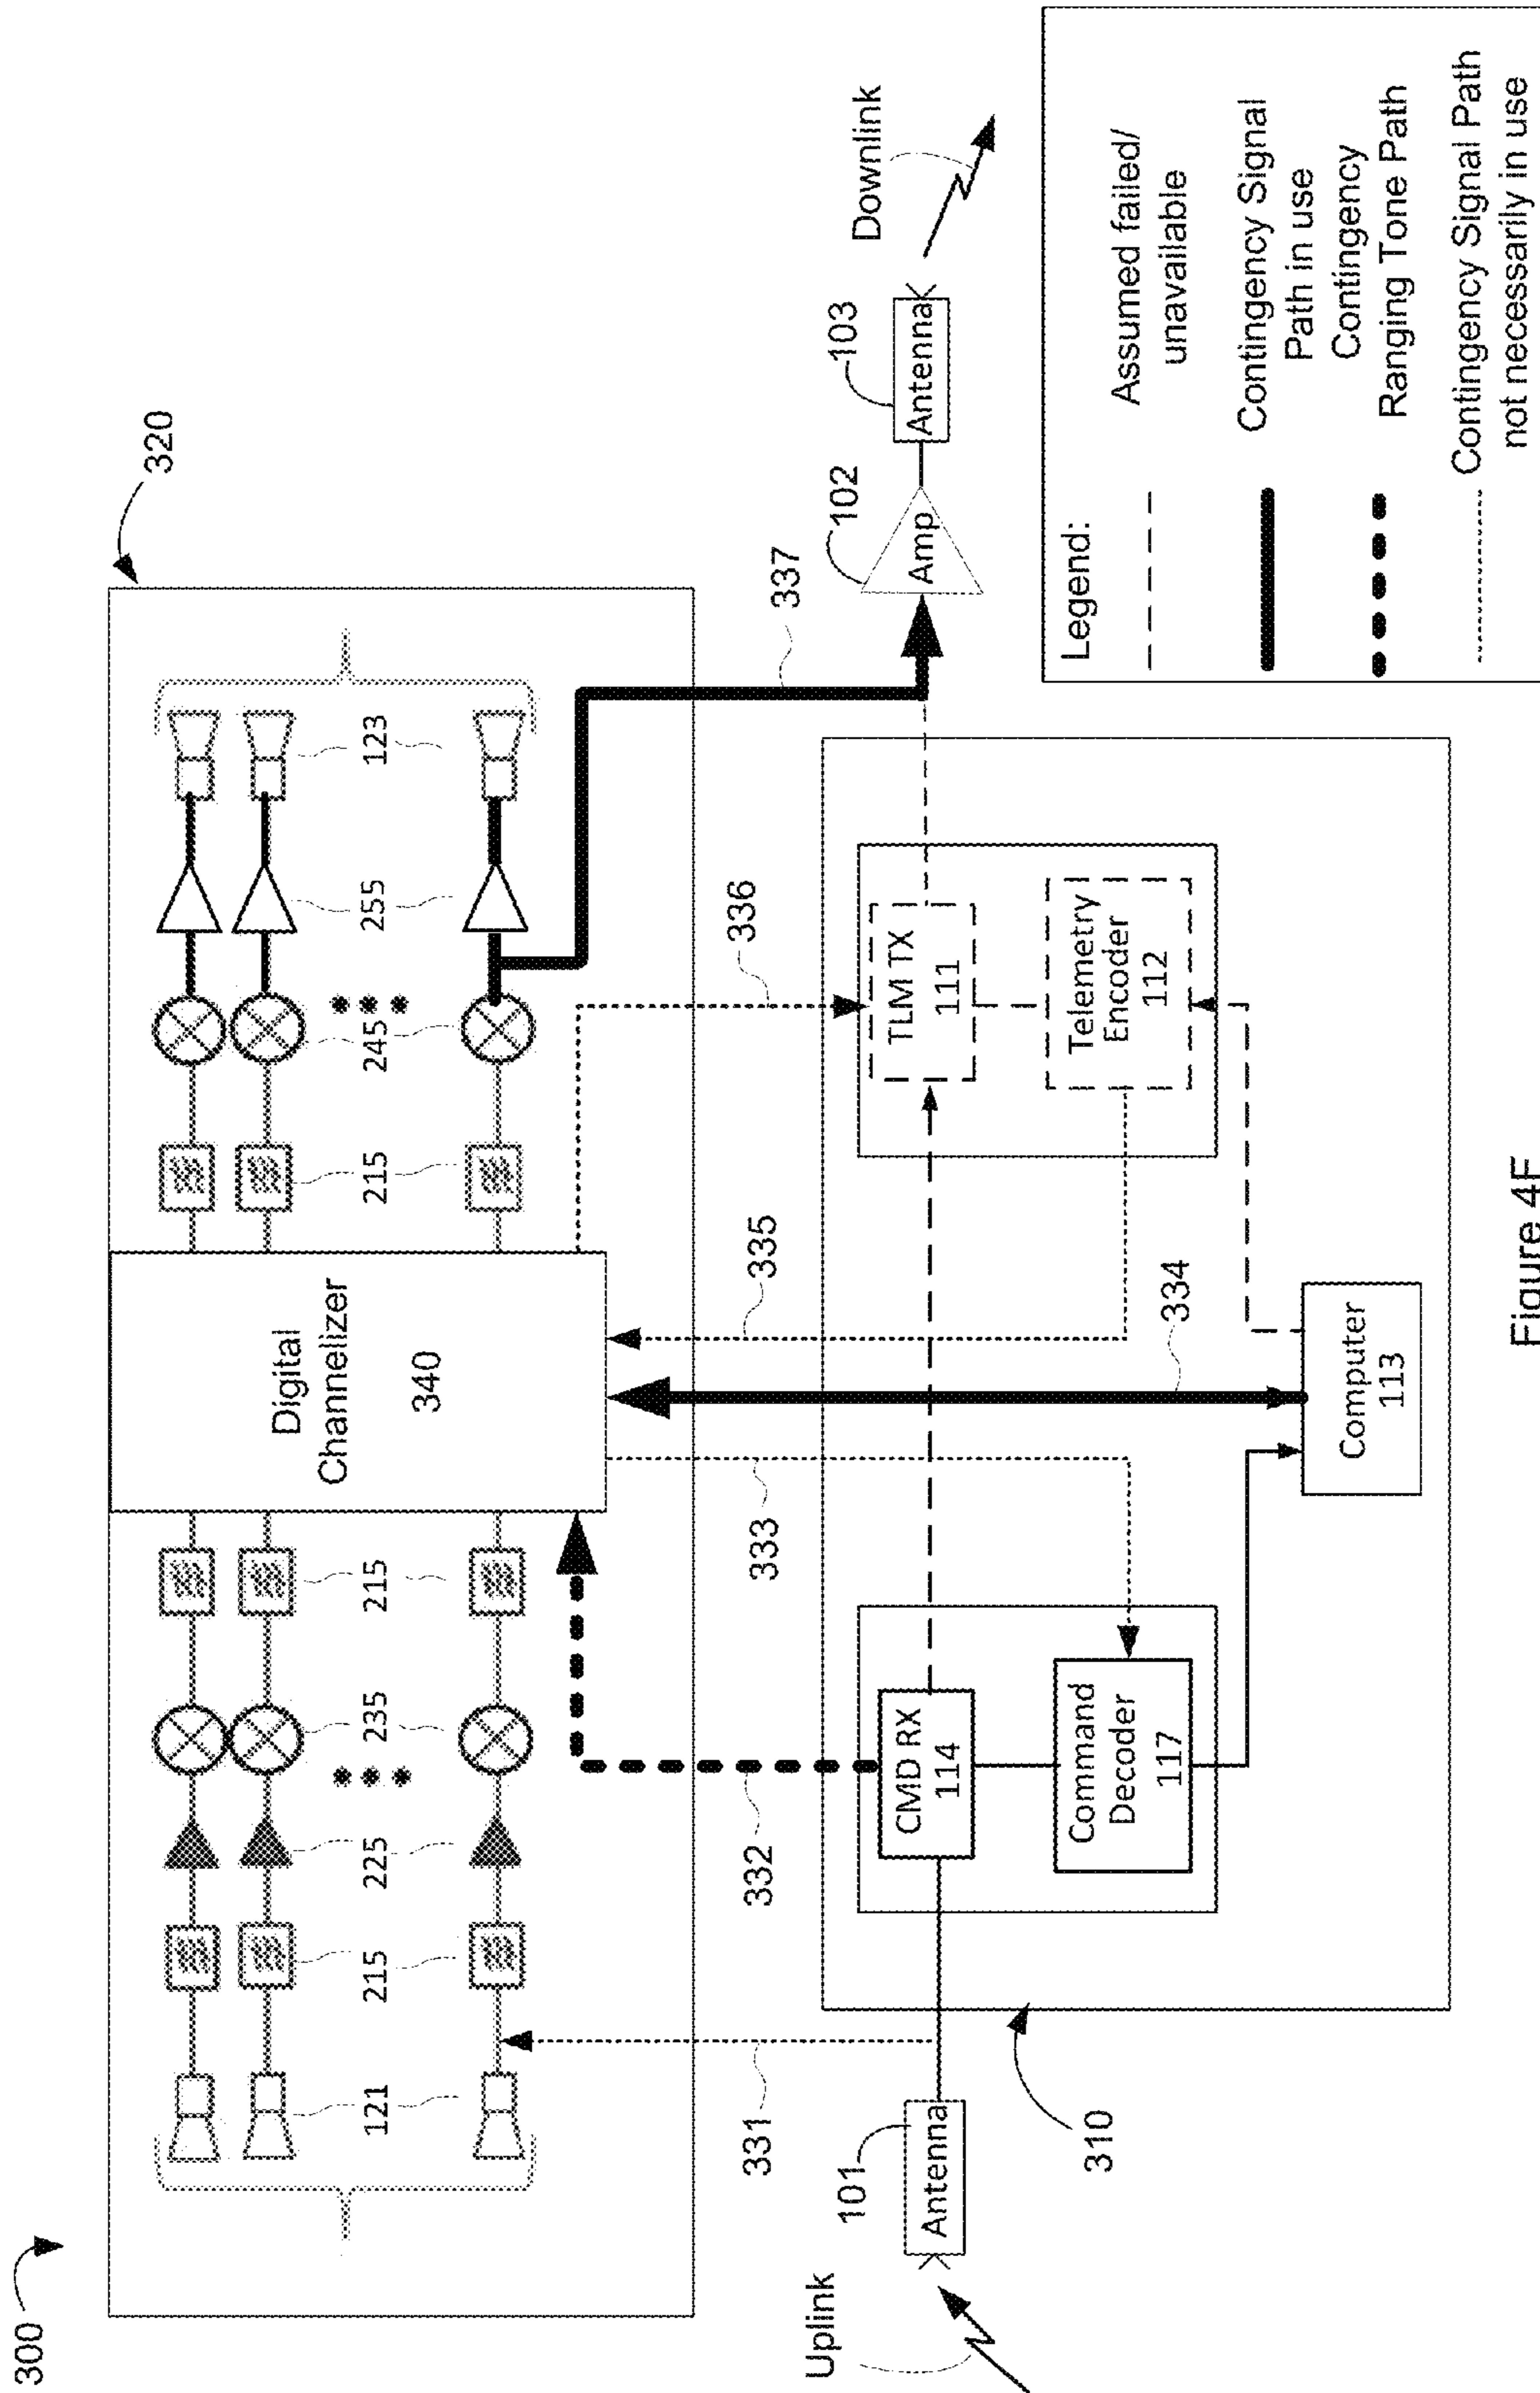 300
320
121
215
225
235
215
Digital
Channelizer
340
215
245
255
123
331
332
333
334
335
336
337
Uplink
101
Antenna
310
CMD RX
114
Command
Decoder
117
Computer
113
TLM TX
111
Telemetry
Encoder
112
102
Amp
103
Antenna
Downlink
Legend:
Assumed failed/
unavailable
Contingency Signal
Path in use
Contingency
Ranging Tone Path
Contingency Signal Path
not necessarily in use
Figure 4F